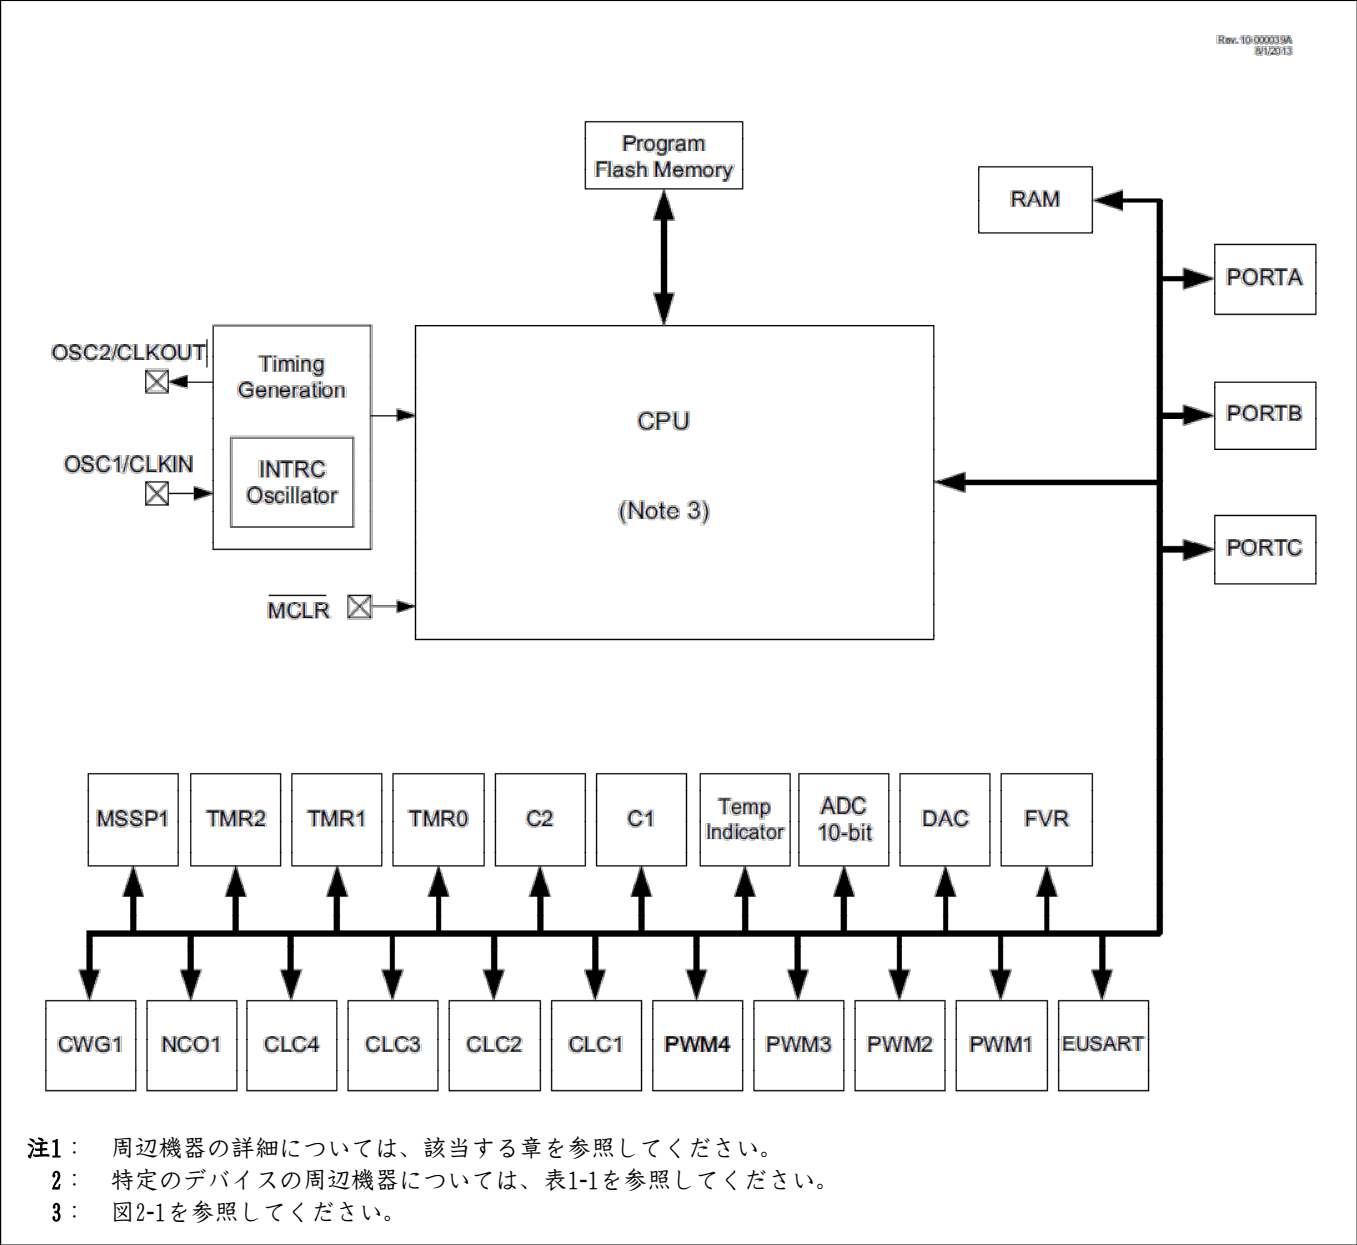 Rev. 10-000039A
8/1/2013
Program
Flash Memory
RAM
PORTA
OSC2/CLKOUT
Timing
Generation
CPU
PORTB
OSC1/CLKIN
INTRC
Oscillator
(Note 3)
PORTC
MCLR
MSSP1
TMR2
TMR1
TMR0
C2
C1
Temp
Indicator
ADC
10-bit
DAC
FVR
CWG1
NCO1
CLC4
CLC3
CLC2
CLC1
PWM4
PWM3
PWM2
PWM1
EUSART
注1： 周辺機器の詳細については、該当する章を参照してください。
2： 特定のデバイスの周辺機器については、表1-1を参照してください。
3： 図2-1を参照してください。